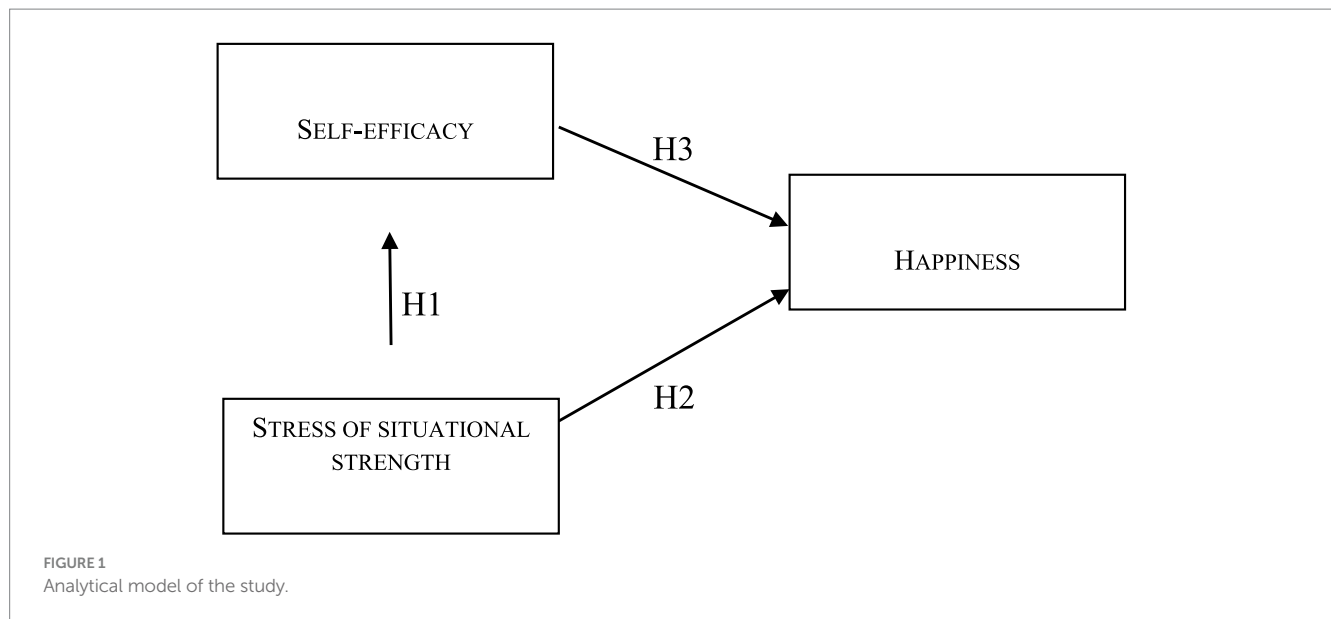 SELF-EFFICACY
H3
HAPPINESS
H1
H2
STRESS OF SITUATIONAL
STRENGTH
FIGURE 1
Analytical model of the study.